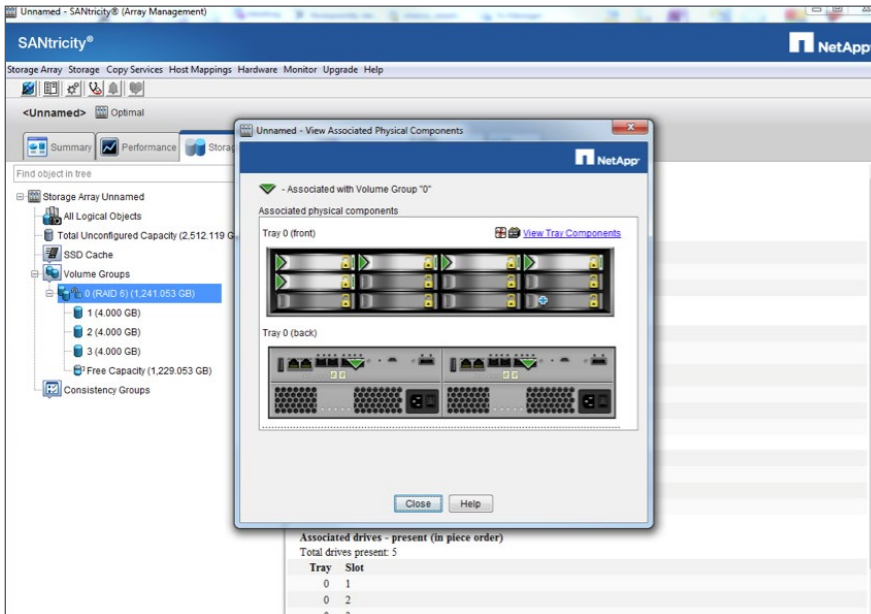 Unnamed - SANtricity® (Array Management)
SANtricity®
NetApp
Storage Array Storage Copy Services Host Mappings Hardware Monitor Upgrade Help
<Unnamed> Optimal
Summary Performance Storag
Find object in tree
Storage Array Unnamed
All Logical Objects
Total Unconfigured Capacity (2,512.119 G
SSD Cache
Volume Groups
0 (RAID 6) (1,241.053 GB)
1 (4.000 GB)
2 (4.000 GB)
3 (4.000 GB)
Free Capacity (1,229.053 GB)
Consistency Groups
Unnamed - View Associated Physical Components
NetApp
- Associated with Volume Group "0"
Associated physical components
Tray 0 (front) View Tray Components
Tray 0 (back)
Close Help
Associated drives - present (in piece order)
Total drives present: 5
Tray Slot
0 1
0 2